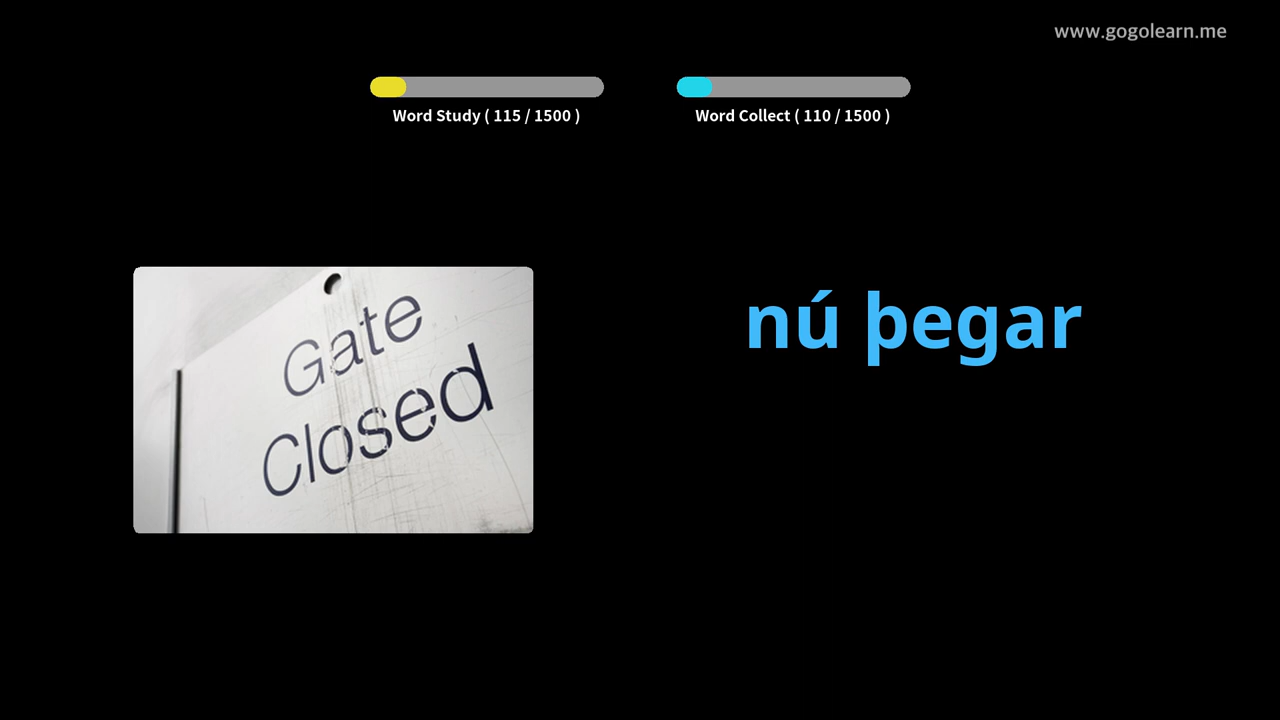 www.gogolearn.me
Word Study ( 115 / 1500 )
Word Collect ( 110 / 1500 )
Gate
Closed
nú þegar